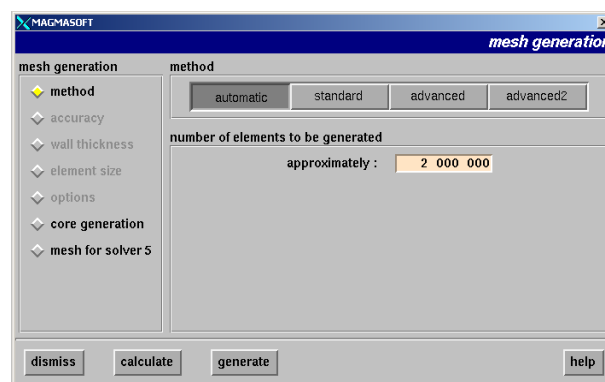 MAGMASOFT
mesh generation
mesh generation
method
method
automatic standard advanced advanced2
accuracy
wall thickness
number of elements to be generated
approximately : 2 000 000
element size
options
core generation
mesh for solver 5
dismiss calculate generate help